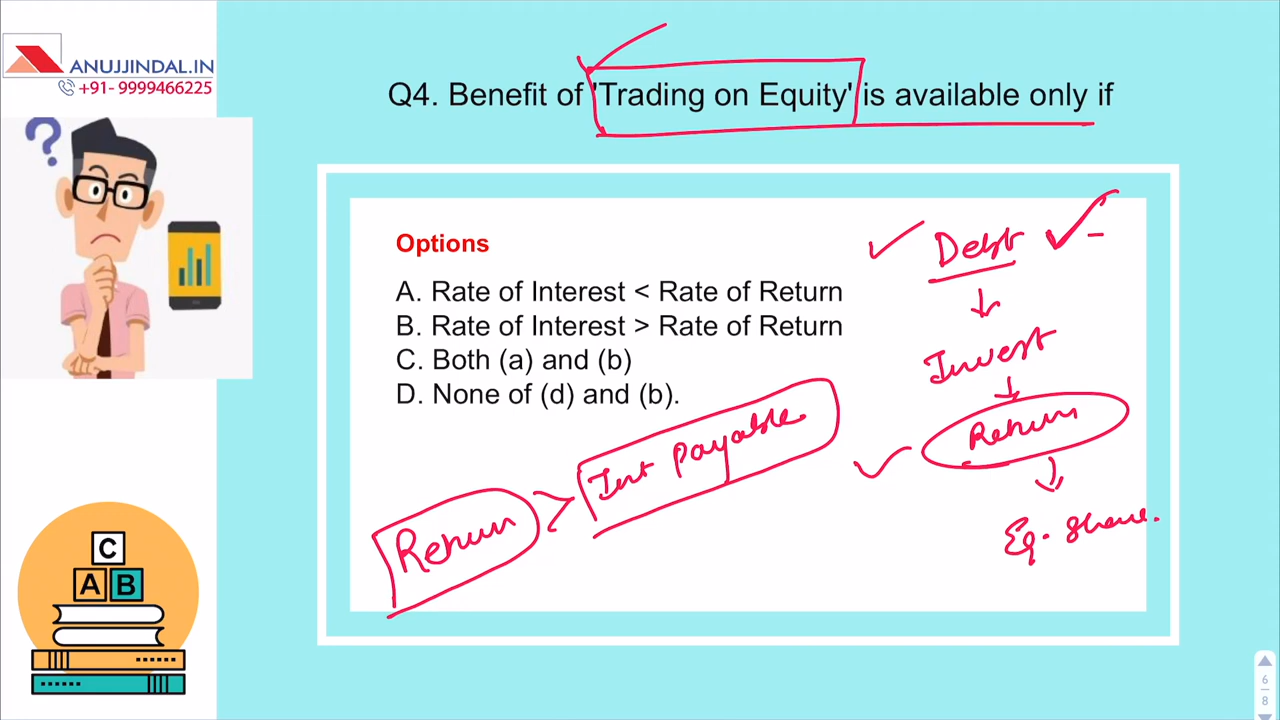 ANUJJINDAL.IN
+91- 9999466225
Q4. Benefit of 'Trading on Equity' is available only if
Options
A. Rate of Interest < Rate of Return
B. Rate of Interest > Rate of Return
C. Both (a) and (b)
D. None of (d) and (b).
Debt
Invest
Return
Eq. Share.
Return > Int Payable
C
A B
6
8